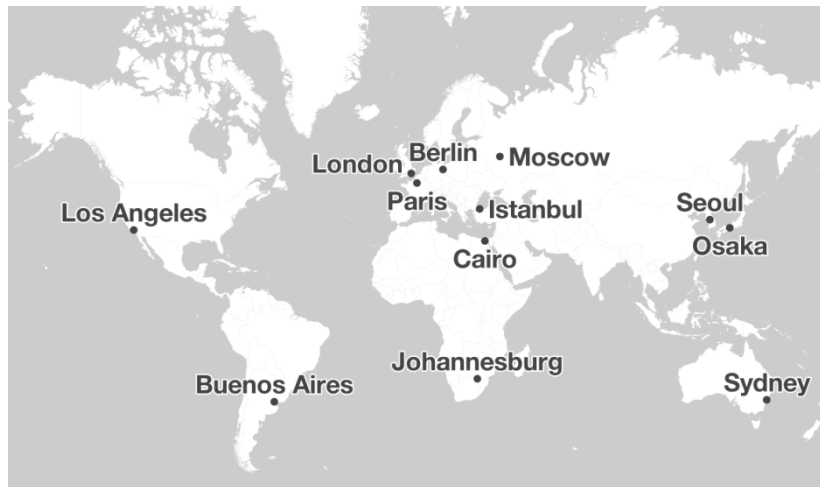 Berlin
London
Moscow
Paris
Istanbul
Seoul
Los Angeles
Osaka
Cairo
Johannesburg
Buenos Aires
Sydney